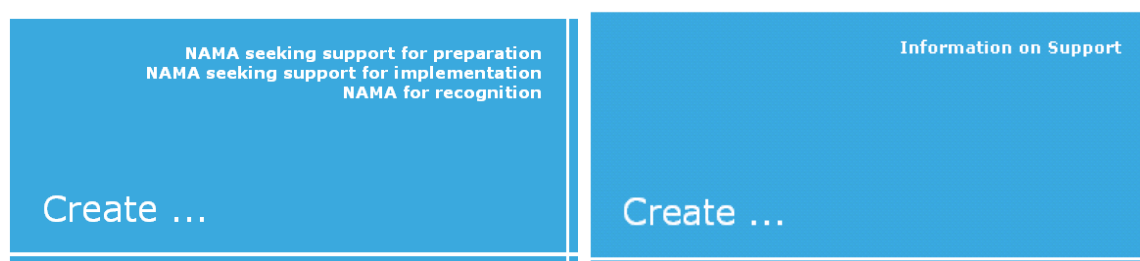 NAMA seeking support for preparation
NAMA seeking support for implementation
NAMA for recognition
Create ...
Information on Support
Create ...